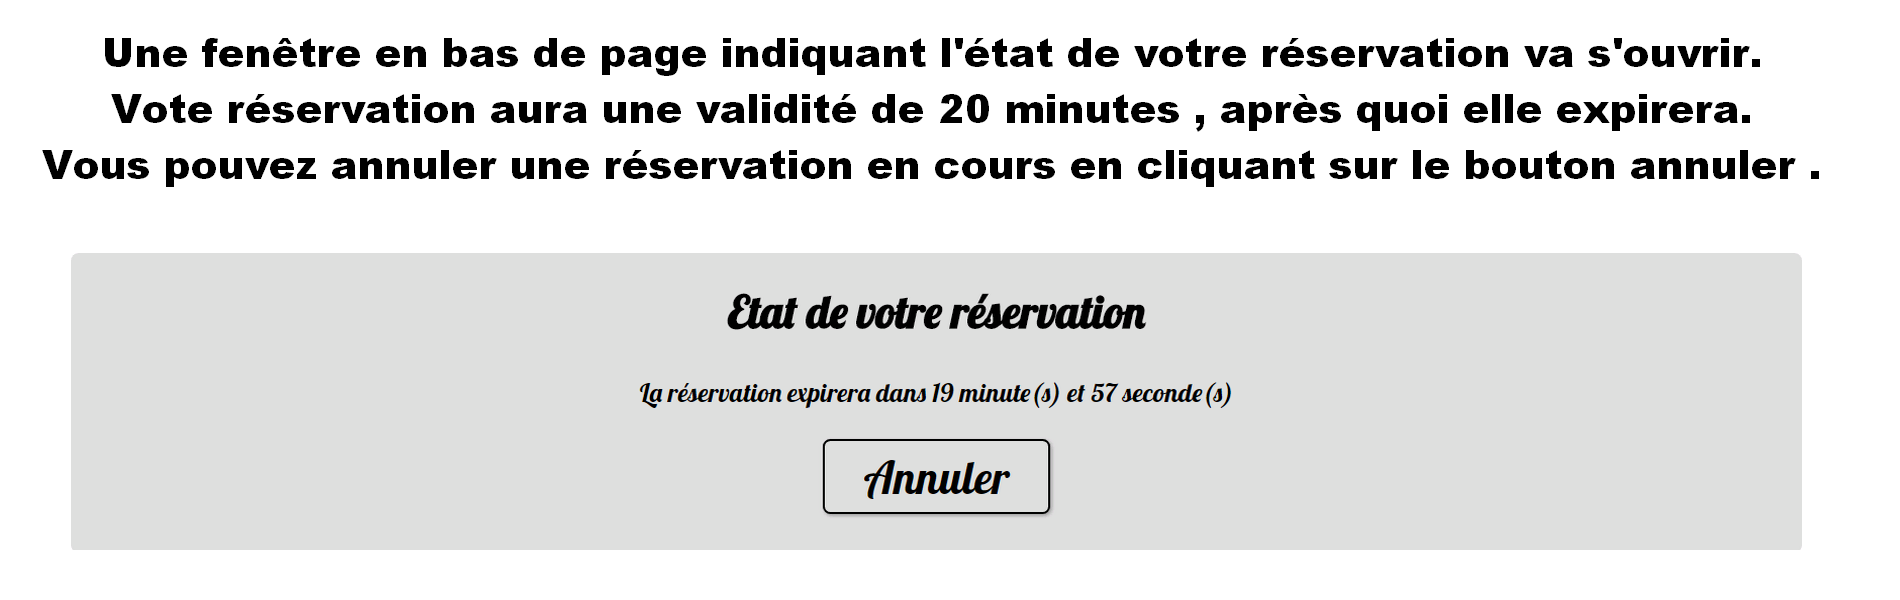 Une fenêtre en bas de page indiquant l'état de votre réservation va s'ouvrir.
Vote réservation aura une validité de 20 minutes , après quoi elle expirera.
Vous pouvez annuler une réservation en cours en cliquant sur le bouton annuler .
Etat de votre réservation
La réservation expirera dans 19 minute(s) et 57 seconde(s)
Annuler